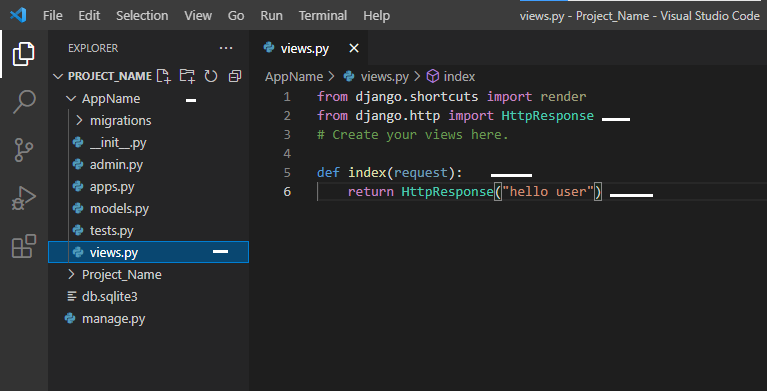 File Edit View Go Run Terminal Help views.py - Project_Name - Visual Studio Code
EXPLORER
PROJECT_NAME
AppName
migrations
__init__.py
admin.py
apps.py
models.py
tests.py
views.py
Project_Name
db.sqlite3
manage.py
views.py
AppName > views.py > index
1 from django.shortcuts import render
2 from django.http import HttpResponse
3 # Create your views here.
4
5 def index(request):
6 return HttpResponse("hello user")